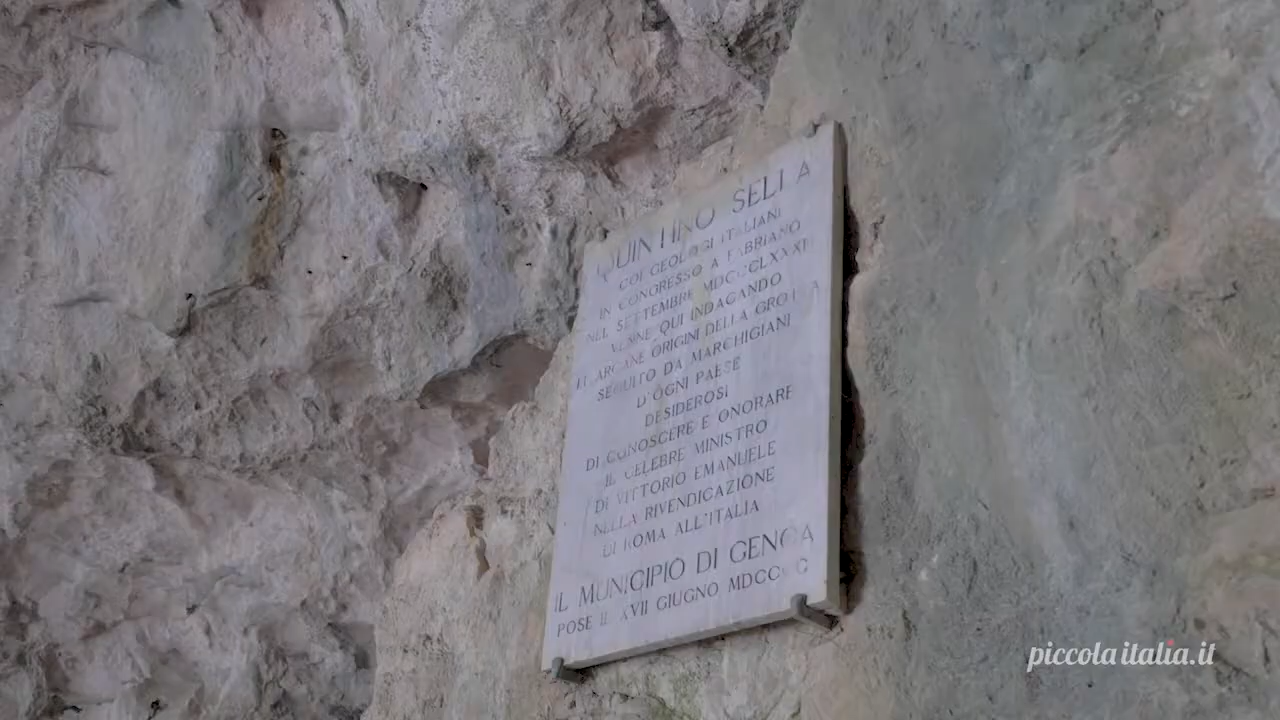 QUINTINO SELLA
COI GEOLOGI ITALIANI
IN CONGRESSO A FABRIANO
NEL SETTEMBRE MDCCCLXXXIII
VENNE QUI INDAGANDO
LE ARCANE ORIGINI DELLA GROTTA
SEGUITO DA MARCHIGIANI
D'OGNI PAESE
DESIDEROSI
DI CONOSCERE E ONORARE
IL CELEBRE MINISTRO
DI VITTORIO EMANUELE
NELLA RIVENDICAZIONE
DI ROMA ALL'ITALIA
IL MUNICIPIO DI GENGA
POSE IL XVII GIUGNO
piccolaitalia.it